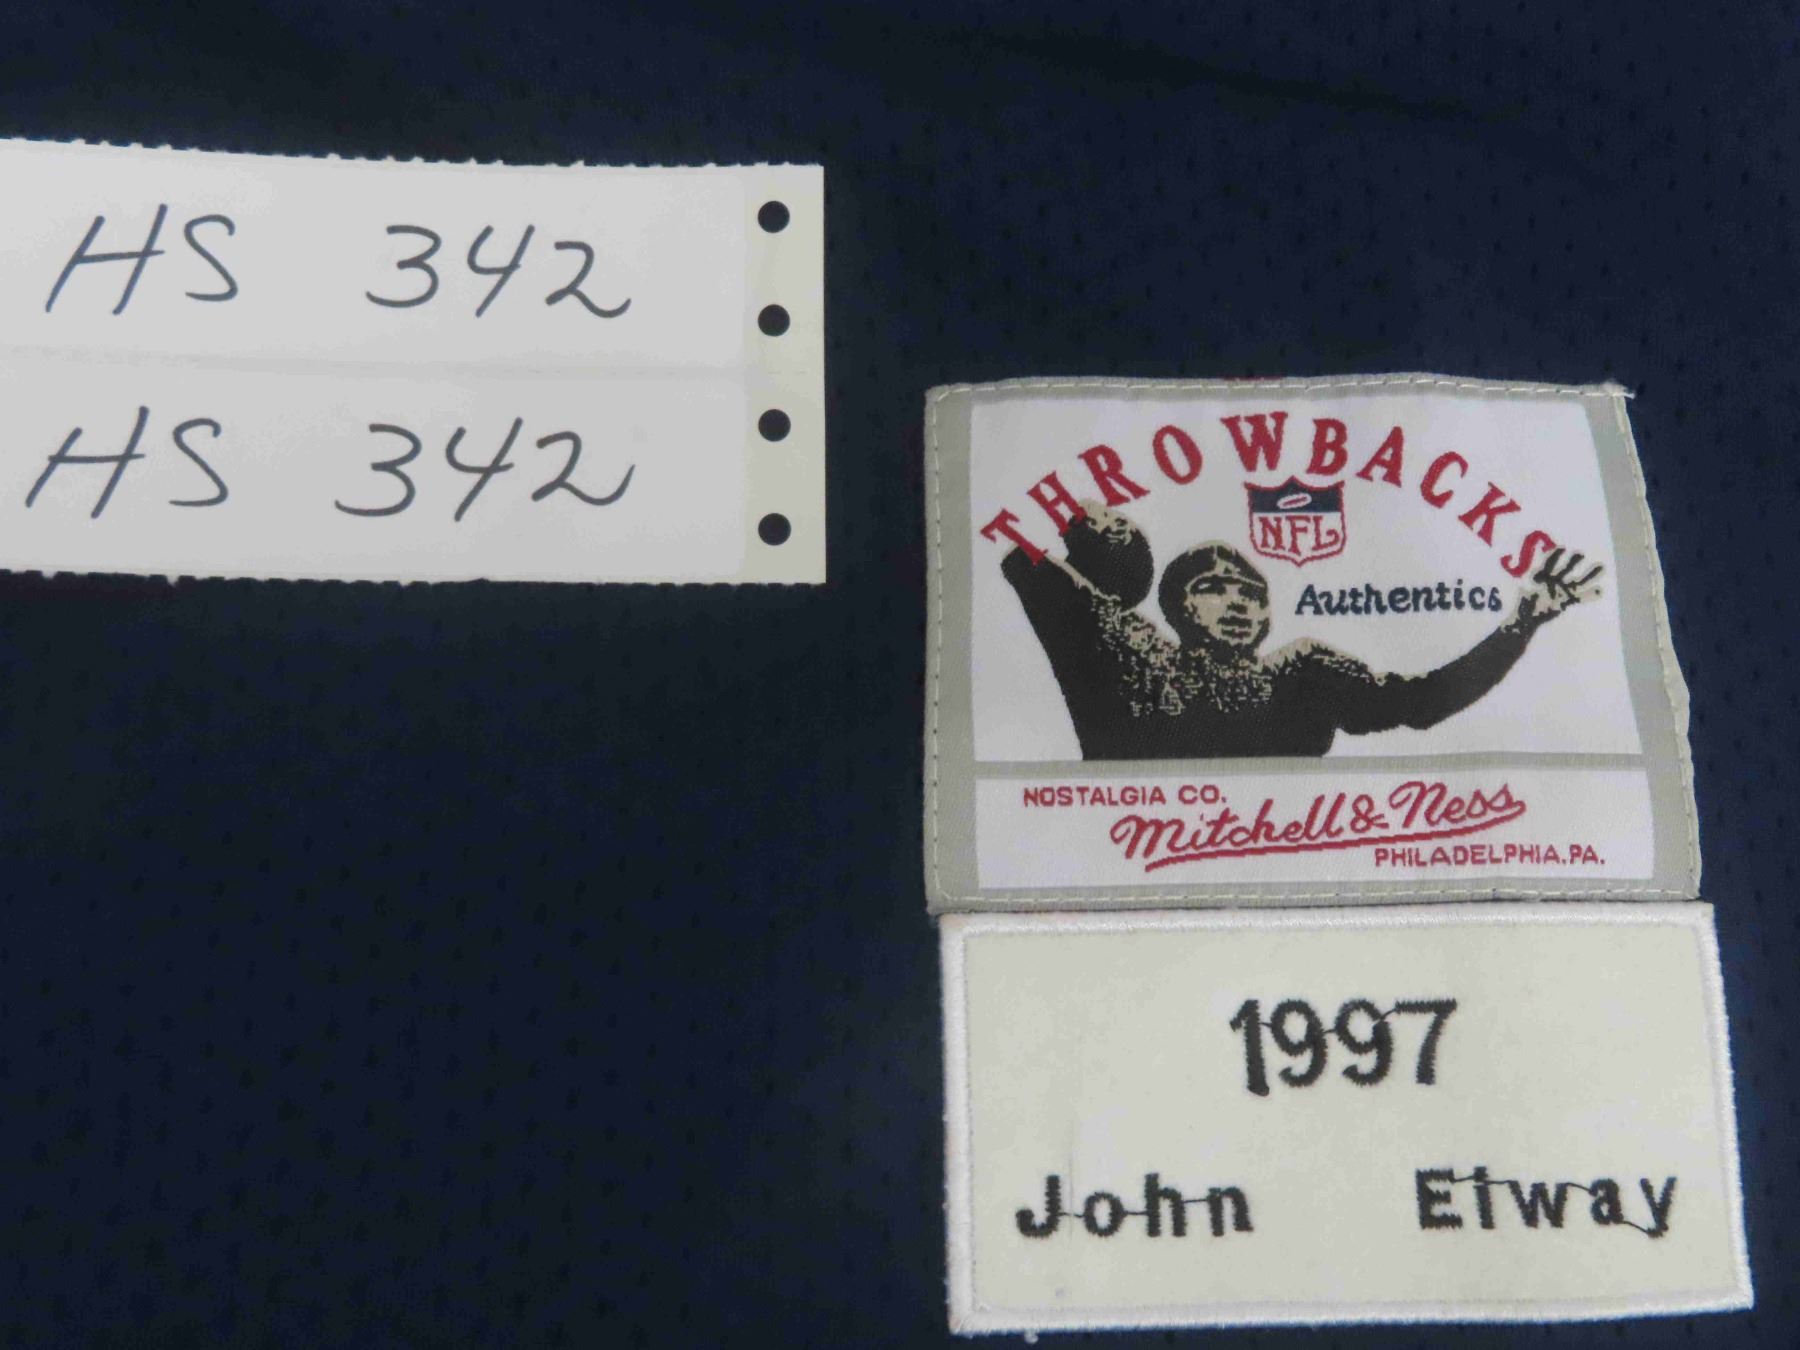 HS 342
HS 342
THROWBACKS
NFL
Authentics
NOSTALGIA CO.
Mitchell & Ness
PHILADELPHIA, PA.
1997
John Elway